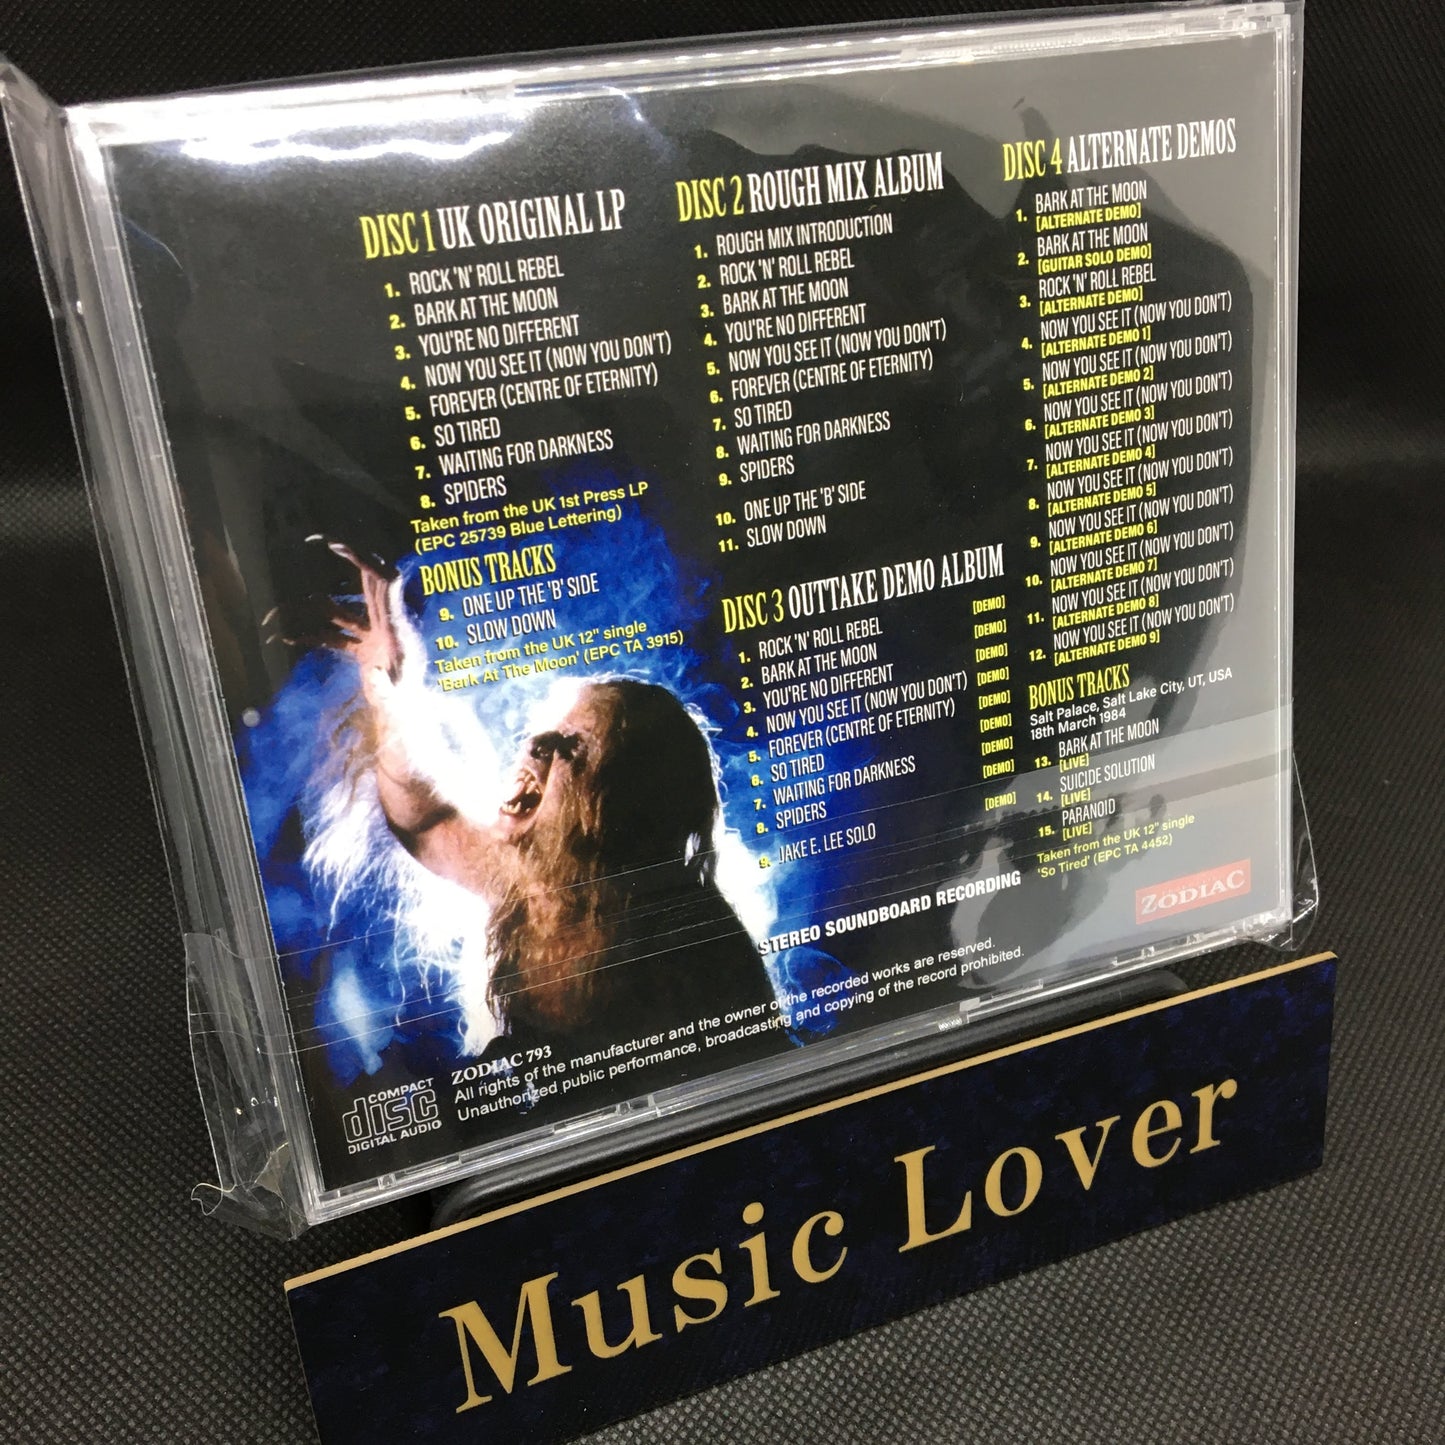 DISC 1 UK ORIGINAL LP
1. ROCK 'N' ROLL REBEL
2. BARK AT THE MOON
3. YOU'RE NO DIFFERENT
4. NOW YOU SEE IT (NOW YOU DON'T)
5. FOREVER (CENTRE OF ETERNITY)
6. SO TIRED
7. WAITING FOR DARKNESS
8. SPIDERS
Taken from the UK 1st Press LP
(EPC 25739 Blue Lettering)
BONUS TRACKS
9. ONE UP THE 'B' SIDE
10. SLOW DOWN
Taken from the UK 12" single
'Bark At The Moon' (EPC TA 3915)
DISC 2 ROUGH MIX ALBUM
1. ROUGH MIX INTRODUCTION
2. ROCK 'N' ROLL REBEL
3. BARK AT THE MOON
4. YOU'RE NO DIFFERENT
5. NOW YOU SEE IT (NOW YOU DON'T)
6. FOREVER (CENTRE OF ETERNITY)
7. SO TIRED
8. WAITING FOR DARKNESS
9. SPIDERS
10. ONE UP THE 'B' SIDE
11. SLOW DOWN
DISC 3 OUTTAKE DEMO ALBUM
1. ROCK 'N' ROLL REBEL [DEMO]
2. BARK AT THE MOON [DEMO]
3. YOU'RE NO DIFFERENT [DEMO]
4. NOW YOU SEE IT (NOW YOU DON'T) [DEMO]
5. FOREVER (CENTRE OF ETERNITY) [DEMO]
6. SO TIRED [DEMO]
7. WAITING FOR DARKNESS [DEMO]
8. SPIDERS [DEMO]
9. JAKE E. LEE SOLO [DEMO]
DISC 4 ALTERNATE DEMOS
1. BARK AT THE MOON
[ALTERNATE DEMO]
2. BARK AT THE MOON
[GUITAR SOLO DEMO]
3. ROCK 'N' ROLL REBEL
[ALTERNATE DEMO]
4. NOW YOU SEE IT (NOW YOU DON'T)
[ALTERNATE DEMO 1]
5. NOW YOU SEE IT (NOW YOU DON'T)
[ALTERNATE DEMO 2]
6. NOW YOU SEE IT (NOW YOU DON'T)
[ALTERNATE DEMO 3]
7. NOW YOU SEE IT (NOW YOU DON'T)
[ALTERNATE DEMO 4]
8. NOW YOU SEE IT (NOW YOU DON'T)
[ALTERNATE DEMO 5]
9. NOW YOU SEE IT (NOW YOU DON'T)
[ALTERNATE DEMO 6]
10. NOW YOU SEE IT (NOW YOU DON'T)
[ALTERNATE DEMO 7]
11. NOW YOU SEE IT (NOW YOU DON'T)
[ALTERNATE DEMO 8]
12. NOW YOU SEE IT (NOW YOU DON'T)
[ALTERNATE DEMO 9]
BONUS TRACKS
Salt Palace, Salt Lake City, UT, USA
18th March 1984
13. BARK AT THE MOON
[LIVE]
14. SUICIDE SOLUTION
[LIVE]
15. PARANOID
[LIVE]
Taken from the UK 12" single
'So Tired' (EPC TA 4452)
ZODIAC
STEREO SOUNDBOARD RECORDING
COMPACT
disc
DIGITAL AUDIO
ZODIAC 793
All rights of the manufacturer and the owner of the recorded works are reserved.
Unauthorized public performance, broadcasting and copying of the record prohibited.
Music Lover